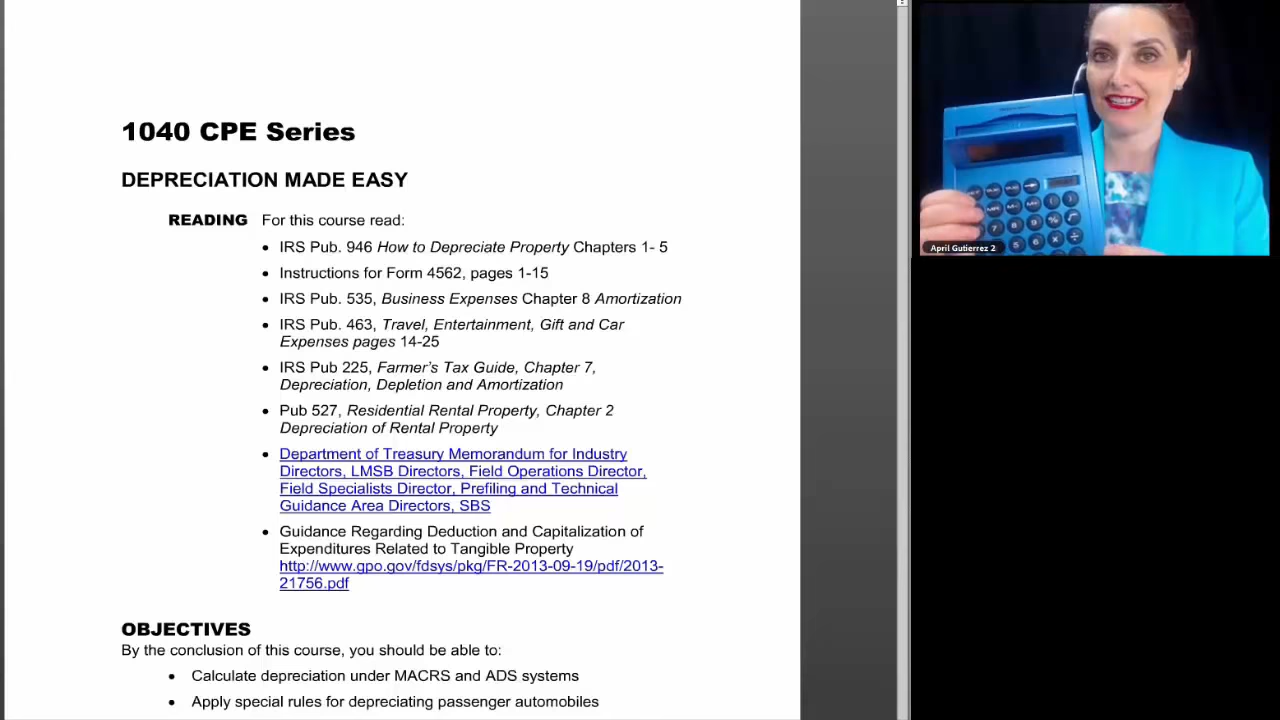 1040 CPE Series
DEPRECIATION MADE EASY
READING For this course read:
• IRS Pub. 946 How to Depreciate Property Chapters 1- 5
• Instructions for Form 4562, pages 1-15
• IRS Pub. 535, Business Expenses Chapter 8 Amortization
• IRS Pub. 463, Travel, Entertainment, Gift and Car
Expenses pages 14-25
• IRS Pub 225, Farmer's Tax Guide, Chapter 7,
Depreciation, Depletion and Amortization
• Pub 527, Residential Rental Property, Chapter 2
Depreciation of Rental Property
• Department of Treasury Memorandum for Industry
Directors, LMSB Directors, Field Operations Director,
Field Specialists Director, Prefiling and Technical
Guidance Area Directors, SBS
• Guidance Regarding Deduction and Capitalization of
Expenditures Related to Tangible Property
http://www.gpo.gov/fdsys/pkg/FR-2013-09-19/pdf/2013-
21756.pdf
OBJECTIVES
By the conclusion of this course, you should be able to:
• Calculate depreciation under MACRS and ADS systems
• Apply special rules for depreciating passenger automobiles
7 8 9 % √
5 6 x ÷
April Gutierrez 2